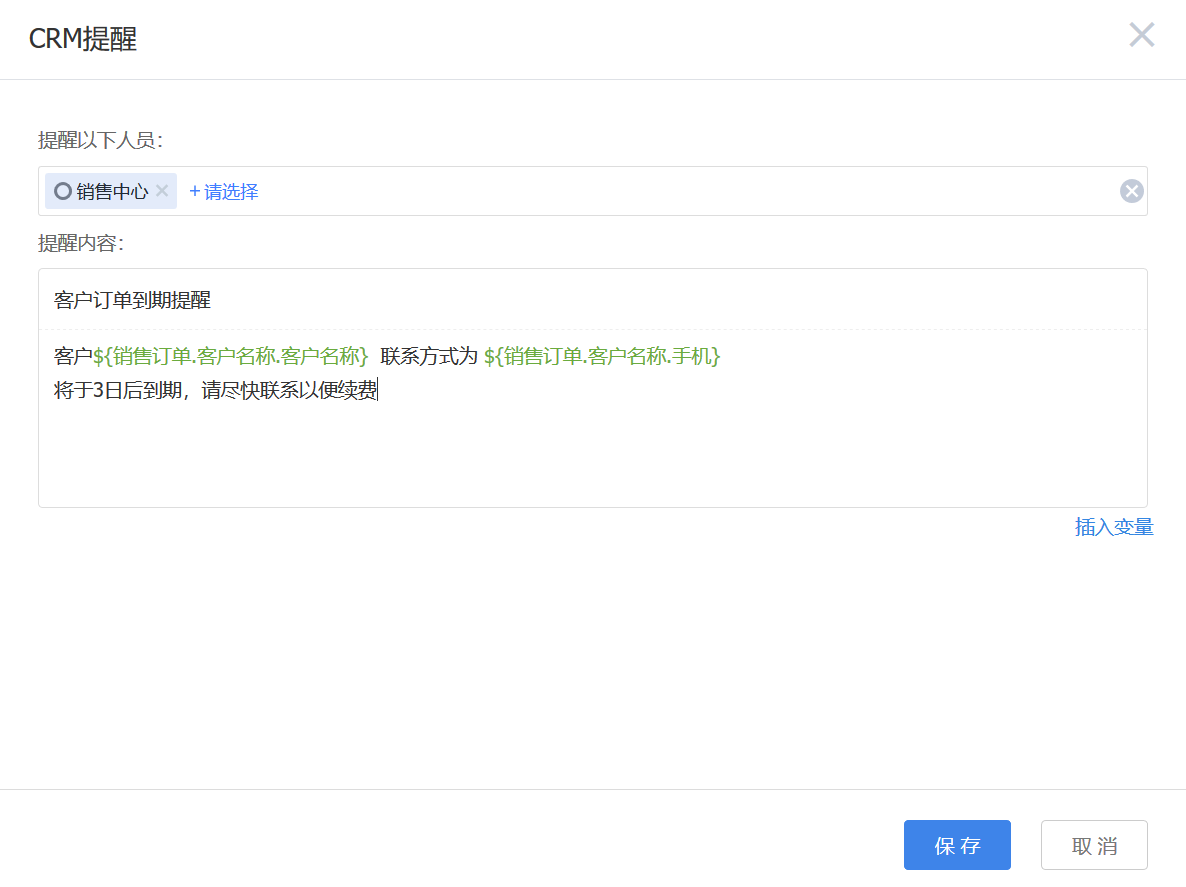 CRM提醒
提醒以下人员：
销售中心 + 请选择
提醒内容：
客户订单到期提醒
客户${销售订单.客户名称.客户名称} 联系方式为 ${销售订单.客户名称.手机}
将于3日后到期，请尽快联系以便续费
插入变量
保存 取消